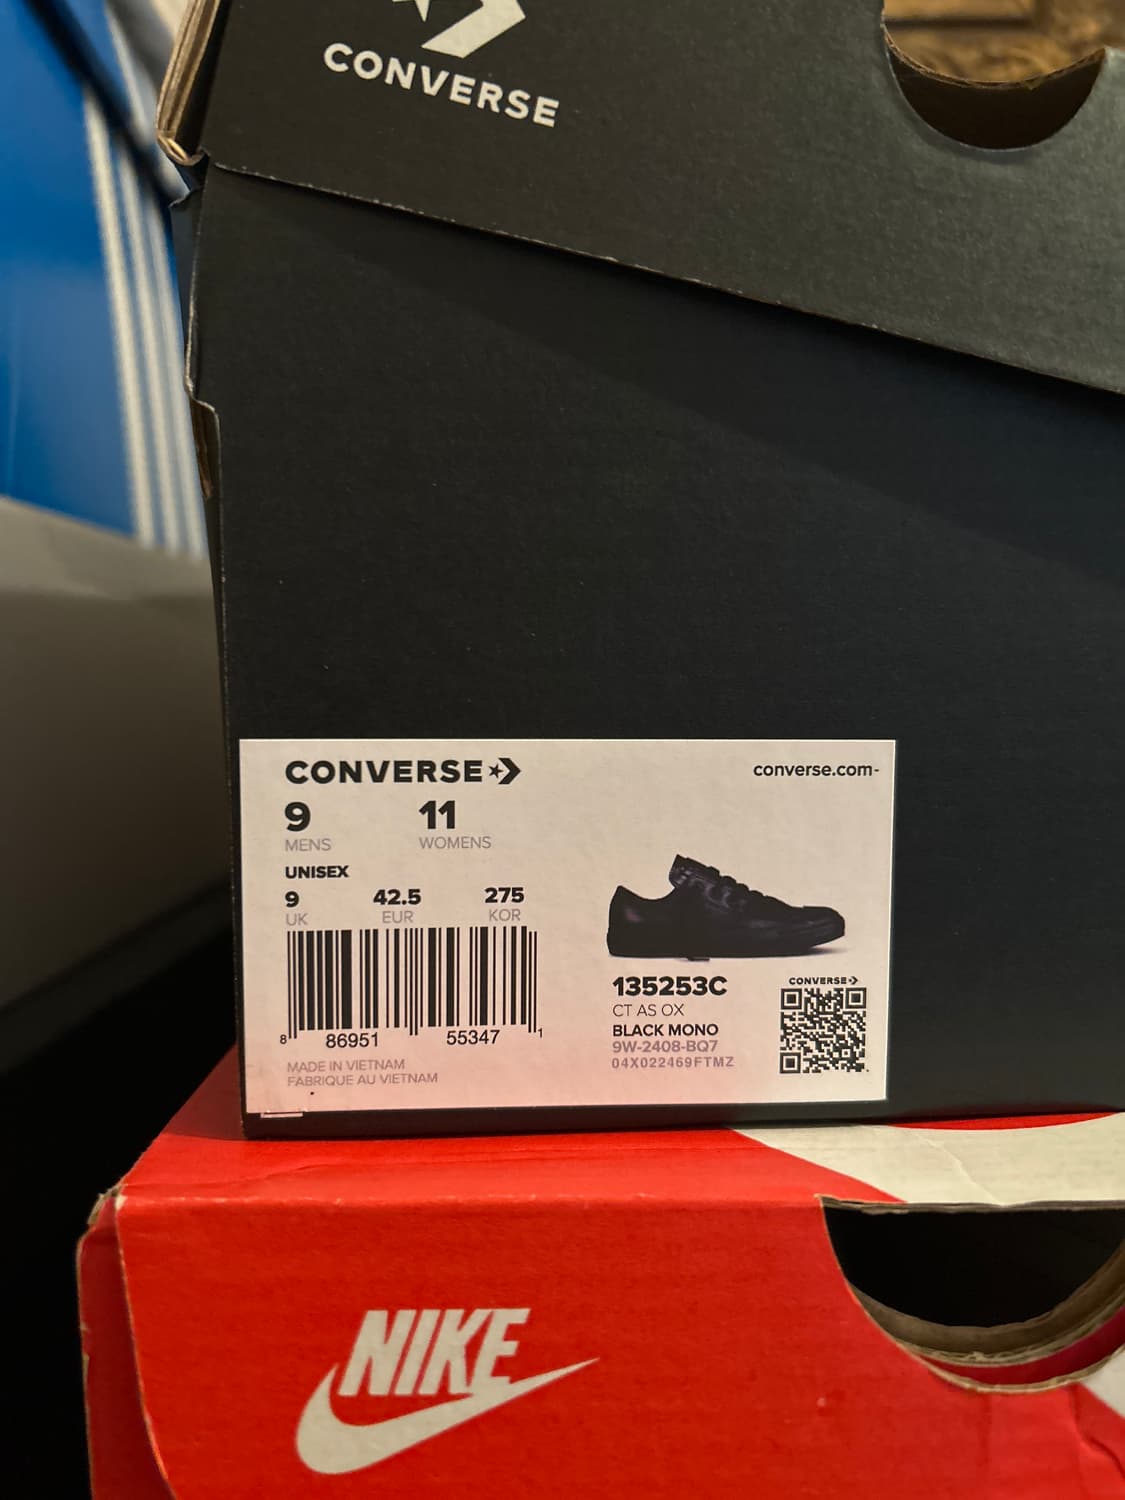 CONVERSE
CONVERSE
converse.com-
9 11
MENS WOMENS
UNISEX
9 42.5 275
UK EUR KOR
8 86951 55347 1
MADE IN VIETNAM
FABRIQUE AU VIETNAM
135253C
CT AS OX
BLACK MONO
9W-2408-BQ7
04X022469FTMZ
CONVERSE
NIKE